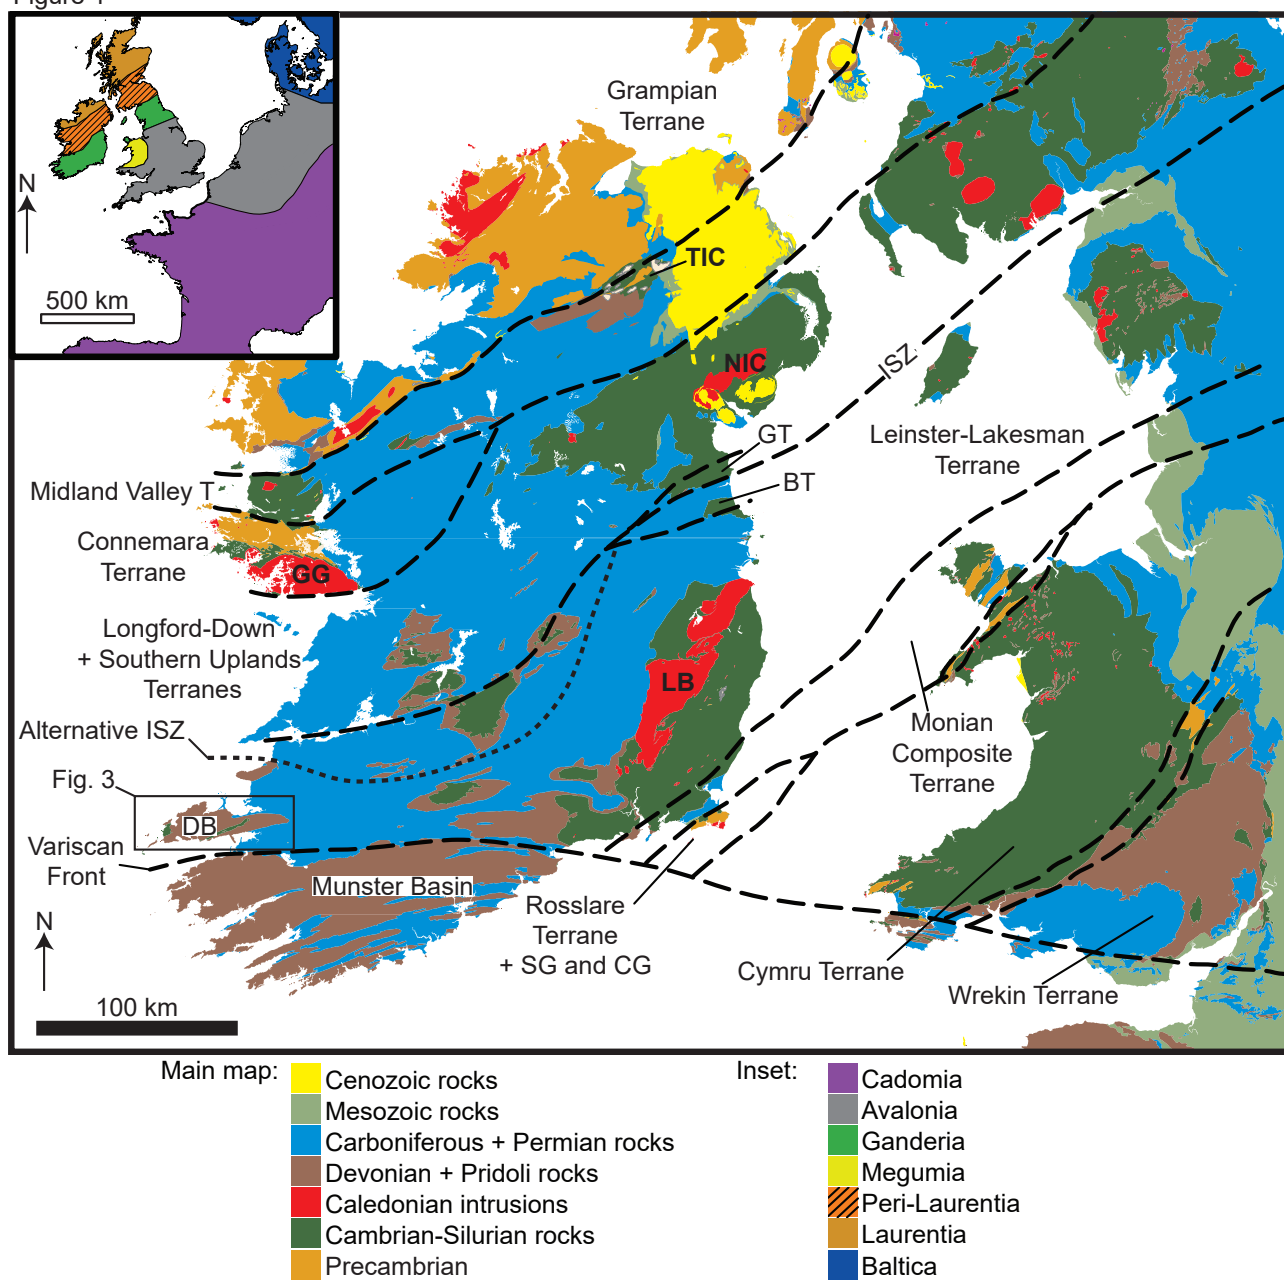 N
500 km
Grampian
Terrane
TIC
NIC
ISZ
GT
BT
Leinster-Lakesman
Terrane
Midland Valley T
Connemara
Terrane
GG
Longford-Down
+ Southern Uplands
Terranes
LB
Alternative ISZ
Monian
Composite
Terrane
Fig. 3
DB
Variscan
Front
Munster Basin
Rosslare
Terrane
+ SG and CG
Cymru Terrane
Wrekin Terrane
N
100 km
Main map:
Cenozoic rocks
Mesozoic rocks
Carboniferous + Permian rocks
Devonian + Pridoli rocks
Caledonian intrusions
Cambrian-Silurian rocks
Precambrian
Inset:
Cadomia
Avalonia
Ganderia
Megumia
Peri-Laurentia
Laurentia
Baltica